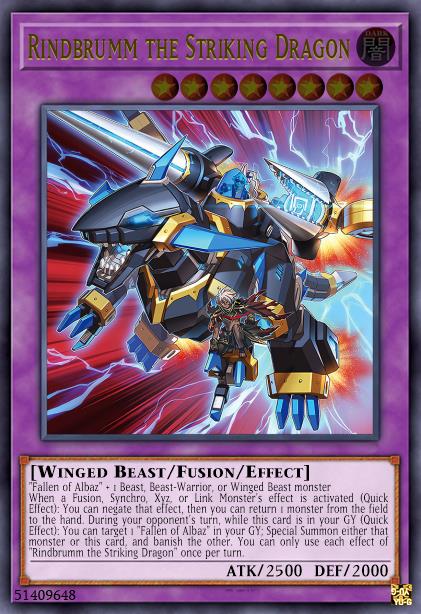 RINDBRUMM THE STRIKING DRAGON
DARK
闇
[WINGED BEAST/FUSION/EFFECT]
"Fallen of Albaz" + 1 Beast, Beast-Warrior, or Winged Beast monster
When a Fusion, Synchro, Xyz, or Link Monster's effect is activated (Quick
Effect): You can negate that effect, then you can return 1 monster from the field
to the hand. During your opponent's turn, while this card is in your GY (Quick
Effect): You can target 1 "Fallen of Albaz" in your GY; Special Summon either that
monster or this card, and banish the other. You can only use each effect of
"Rindbrumm the Striking Dragon" once per turn.
ATK/2500 DEF/2000
51409648